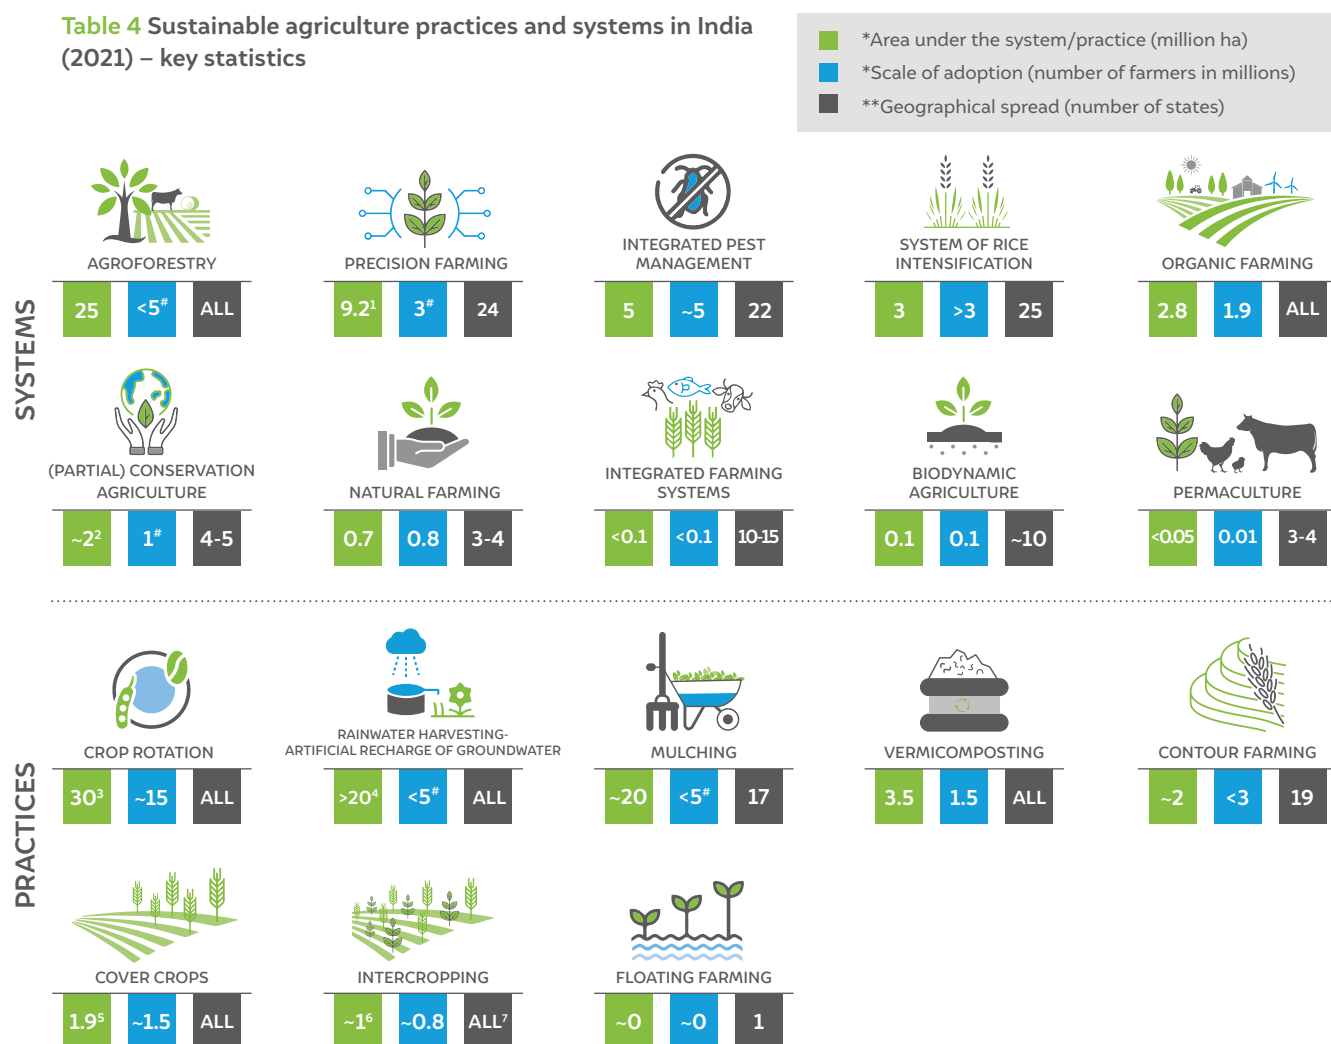 Table 4 Sustainable agriculture practices and systems in India
(2021) – key statistics
*Area under the system/practice (million ha)
*Scale of adoption (number of farmers in millions)
**Geographical spread (number of states)
SYSTEMS
AGROFORESTRY
25 <5# ALL
PRECISION FARMING
9.2¹ 3# 24
INTEGRATED PEST
MANAGEMENT
5 ~5 22
SYSTEM OF RICE
INTENSIFICATION
3 >3 25
ORGANIC FARMING
2.8 1.9 ALL
(PARTIAL) CONSERVATION
AGRICULTURE
~2² 1# 4-5
NATURAL FARMING
0.7 0.8 3-4
INTEGRATED FARMING
SYSTEMS
<0.1 <0.1 10-15
BIODYNAMIC
AGRICULTURE
0.1 0.1 ~10
PERMACULTURE
<0.05 0.01 3-4
PRACTICES
CROP ROTATION
30³ ~15 ALL
RAINWATER HARVESTING-
ARTIFICIAL RECHARGE OF GROUNDWATER
>20⁴ <5# ALL
MULCHING
~20 <5# 17
VERMICOMPOSTING
3.5 1.5 ALL
CONTOUR FARMING
~2 <3 19
COVER CROPS
1.9⁵ ~1.5 ALL
INTERCROPPING
~1⁶ ~0.8 ALL⁷
FLOATING FARMING
~0 ~0 1